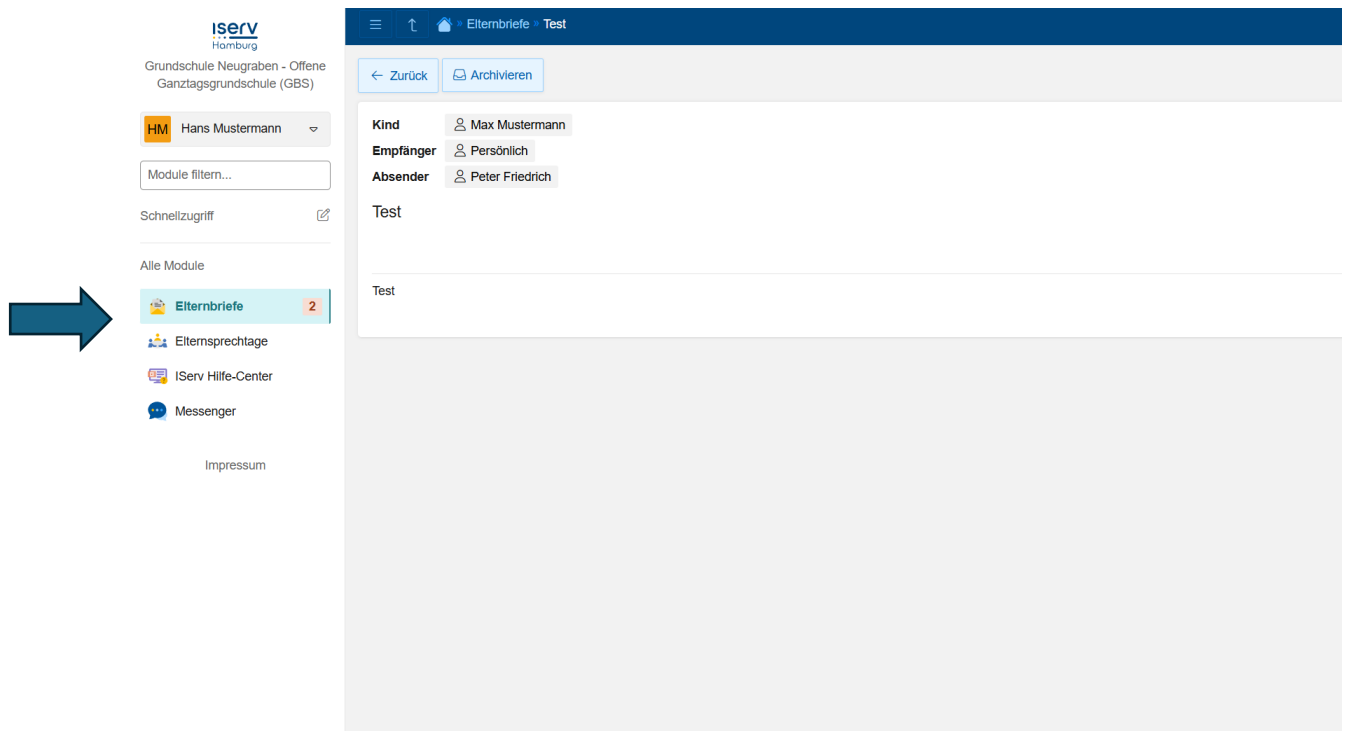 IServ
Hamburg
Grundschule Neugraben - Offene
Ganztagsgrundschule (GBS)
HM Hans Mustermann
Module filtern...
Schnellzugriff
Alle Module
Elternbriefe 2
Elternsprechtage
IServ Hilfe-Center
Messenger
Impressum
» Elternbriefe » Test
← Zurück Archivieren
Kind Max Mustermann
Empfänger Persönlich
Absender Peter Friedrich
Test
Test